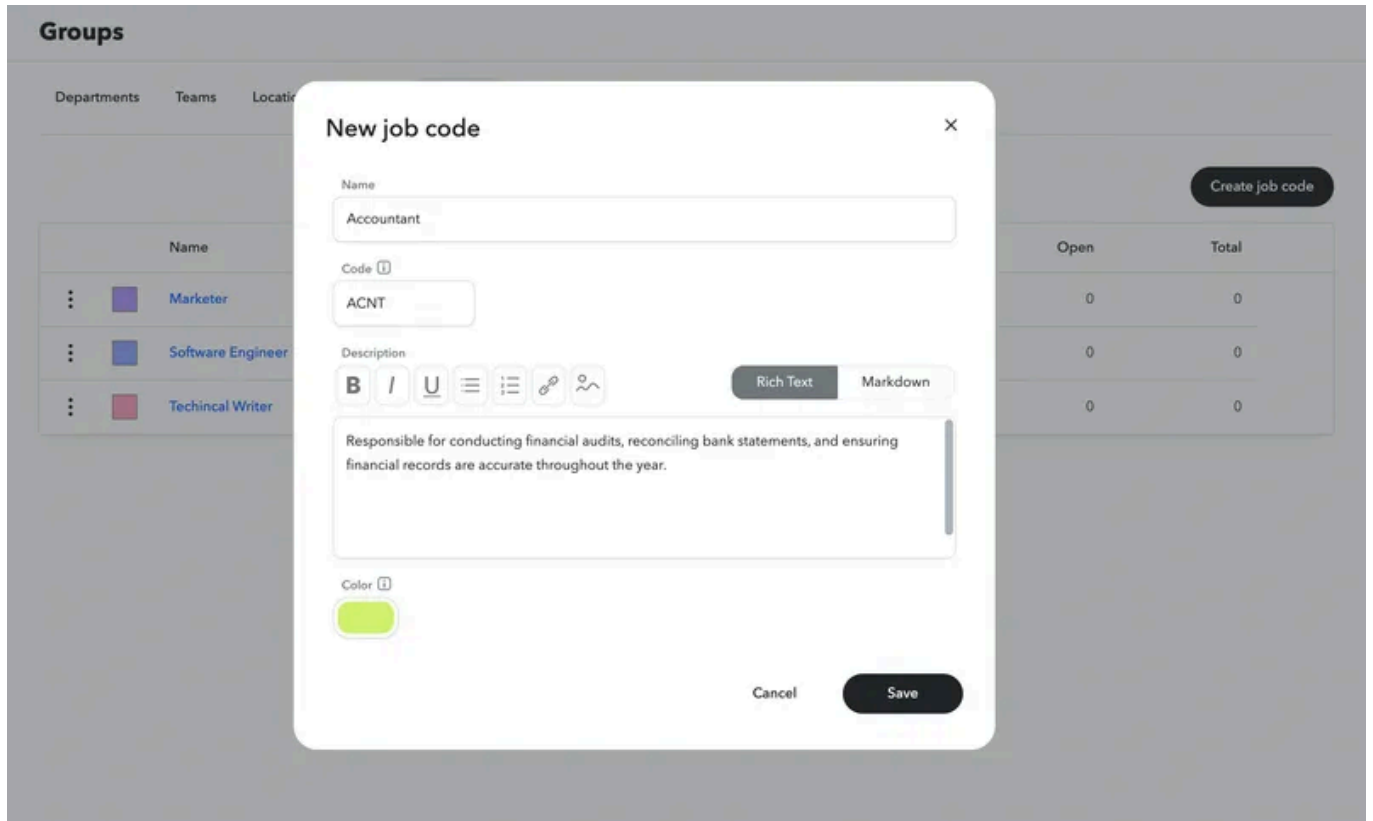 Groups
Departments Teams
New job code
Create job code
Name Open Total
Marketer 0 0
Software Engineer 0 0
Techincal Writer 0 0
Name
Accountant
Code
ACNT
Description
B I U Rich Text Markdown
Responsible for conducting financial audits, reconciling bank statements, and ensuring
financial records are accurate throughout the year.
Color
Cancel Save